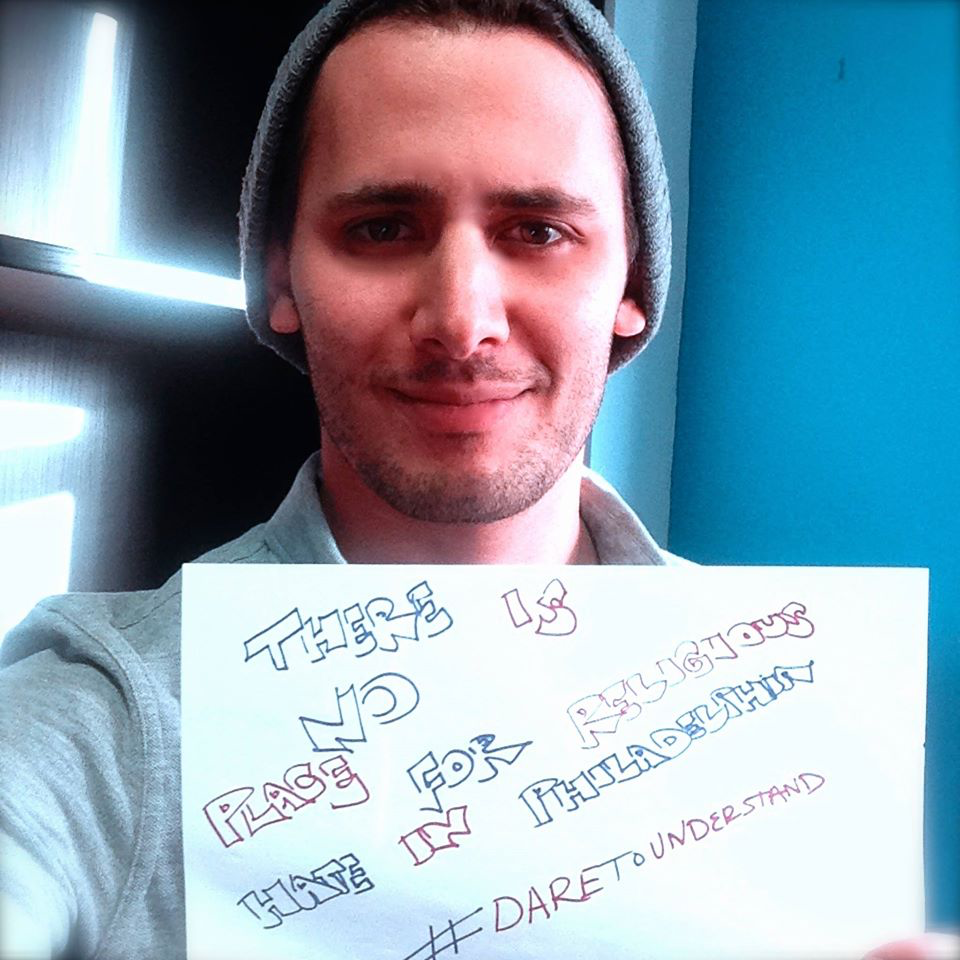 THERE IS
NO
PLACE FOR RELIGIOUS
HATE IN PHILADELPHIA
#DARETOUNDERSTAND